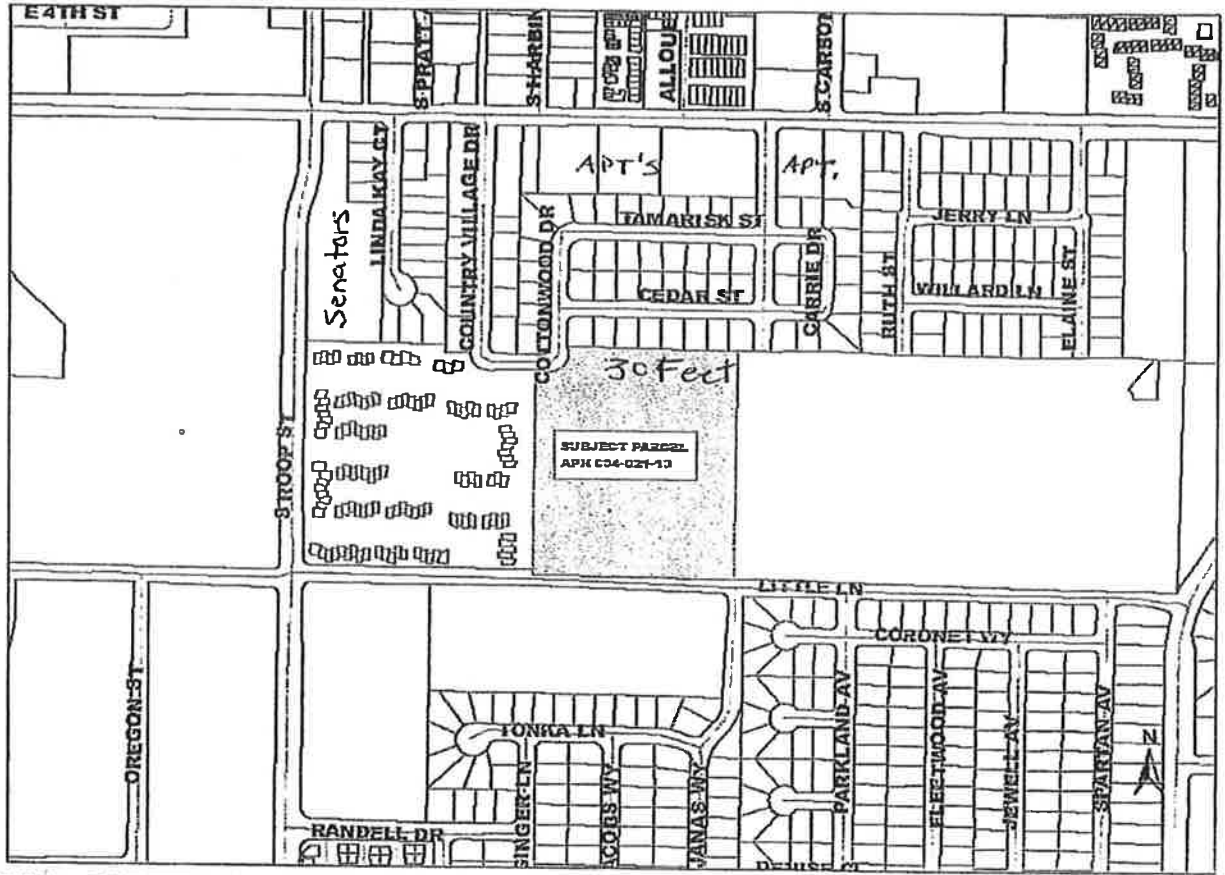 E 4TH ST
S PRATT
S HARBIN
ALLOUE
S CARSON
LINDA KAY CT
COUNTRY VILLAGE DR
APT'S
APT.
Senators
COTTONWOOD DR
TAMARISK ST
JERRY LN
CEDAR ST
CARRIE DR
RUTH ST
WILLARD LN
ELAINE ST
30 Feet
S ROOP ST
SUBJECT PARCEL
LITTLE LN
CORONET WY
OREGON ST
TONKA LN
PARKLAND AV
FLEETWOOD AV
JEWELL AV
SPARTAN AV
N
GINGER LN
JACOBS WY
JANAS WY
RANDELL DR